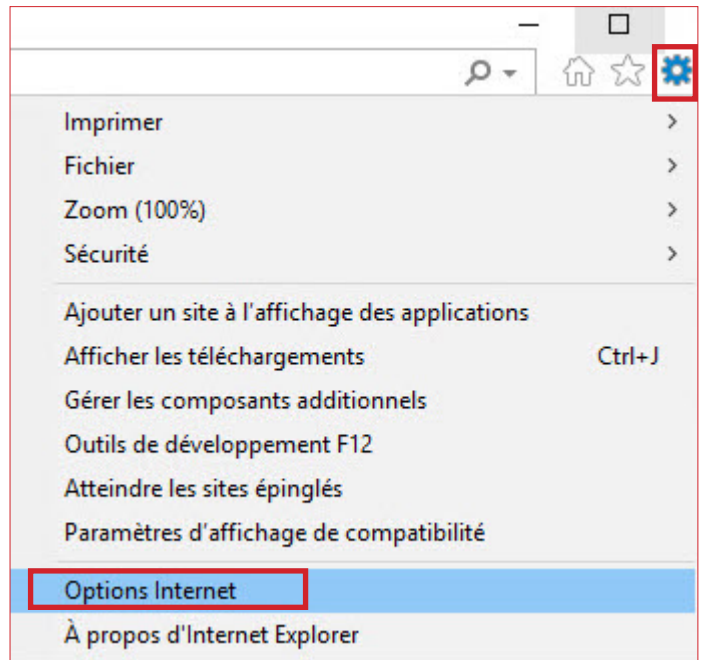 Imprimer
Fichier
Zoom (100%)
Sécurité
Ajouter un site à l'affichage des applications
Afficher les téléchargements Ctrl+J
Gérer les composants additionnels
Outils de développement F12
Atteindre les sites épinglés
Paramètres d'affichage de compatibilité
Options Internet
À propos d'Internet Explorer